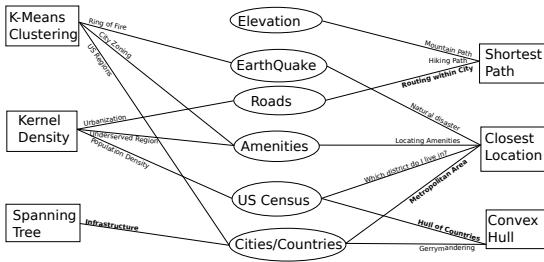 K-Means
Clustering
Ring of Fire
City Zoning
US Regions
Kernel
Density
Urbanization
Underserved Region
Population Density
Spanning
Tree
Infrastructure
Elevation
EarthQuake
Roads
Amenities
US Census
Cities/Countries
Mountain Path
Hiking Path
Routing within City
Natural disaster
Locating Amenities
Which district do I live in?
Metropolitan Area
Hull of Countries
Gerrymandering
Shortest
Path
Closest
Location
Convex
Hull